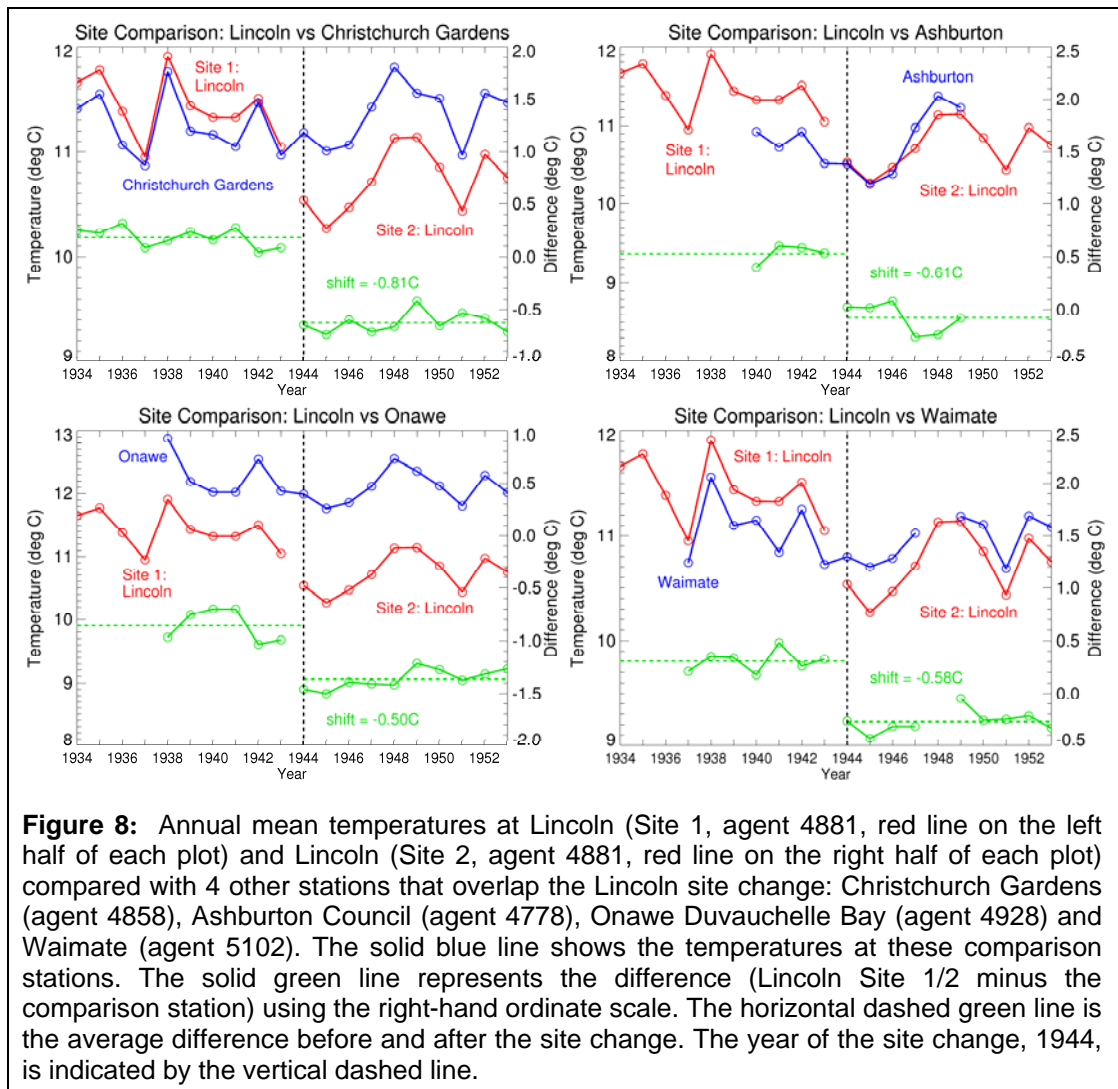 Site Comparison: Lincoln vs Christchurch Gardens
12
11
10
9
Temperature (deg C)
2.0
1.5
1.0
0.5
0.0
-0.5
-1.0
Difference (deg C)
Site 1:
Lincoln
Christchurch Gardens
Site 2: Lincoln
shift = -0.81C
1934 1936 1938 1940 1942 1944 1946 1948 1950 1952
Year
Site Comparison: Lincoln vs Ashburton
12
11
10
9
8
Temperature (deg C)
2.5
2.0
1.5
1.0
0.5
0.0
-0.5
Difference (deg C)
Ashburton
Site 1:
Lincoln
Site 2: Lincoln
shift = -0.61C
1934 1936 1938 1940 1942 1944 1946 1948 1950 1952
Year
Site Comparison: Lincoln vs Onawe
13
12
11
10
9
8
Temperature (deg C)
1.0
0.5
0.0
-0.5
-1.0
-1.5
-2.0
Difference (deg C)
Onawe
Site 1:
Lincoln
Site 2: Lincoln
shift = -0.50C
1934 1936 1938 1940 1942 1944 1946 1948 1950 1952
Year
Site Comparison: Lincoln vs Waimate
12
11
10
9
Temperature (deg C)
2.5
2.0
1.5
1.0
0.5
0.0
-0.5
Difference (deg C)
Site 1: Lincoln
Waimate
Site 2: Lincoln
shift = -0.58C
1934 1936 1938 1940 1942 1944 1946 1948 1950 1952
Year
Figure 8: Annual mean temperatures at Lincoln (Site 1, agent 4881, red line on the left
half of each plot) and Lincoln (Site 2, agent 4881, red line on the right half of each plot)
compared with 4 other stations that overlap the Lincoln site change: Christchurch Gardens
(agent 4858), Ashburton Council (agent 4778), Onawe Duvauchelle Bay (agent 4928) and
Waimate (agent 5102). The solid blue line shows the temperatures at these comparison
stations. The solid green line represents the difference (Lincoln Site 1/2 minus the
comparison station) using the right-hand ordinate scale. The horizontal dashed green line is
the average difference before and after the site change. The year of the site change, 1944,
is indicated by the vertical dashed line.